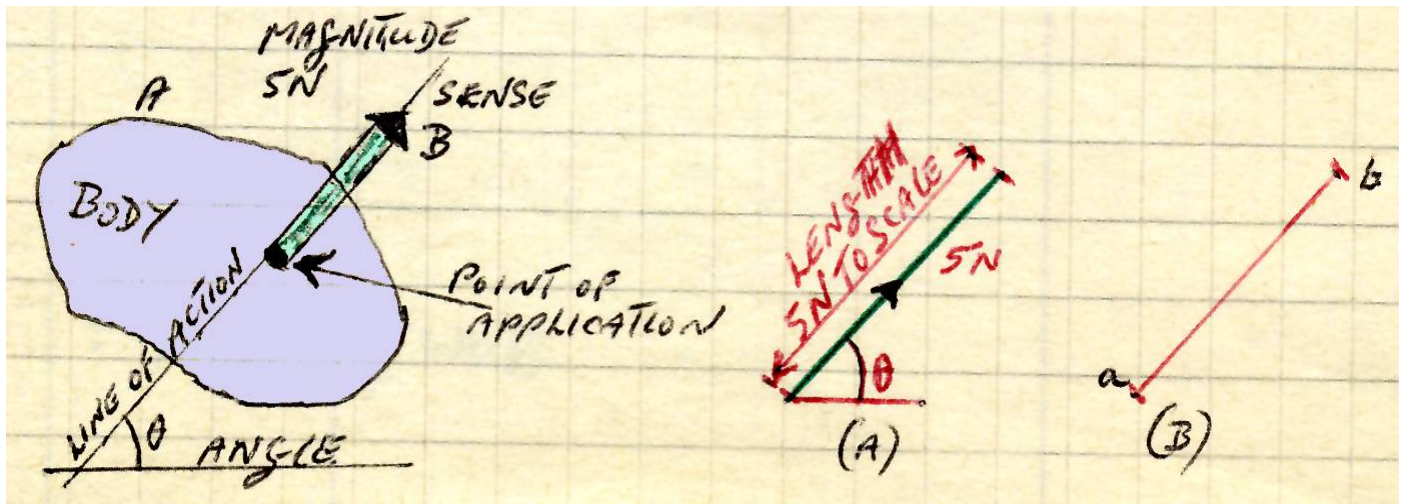 MAGNITUDE
5N
SENSE
A
B
BODY
POINT OF
APPLICATION
LINE OF ACTION
θ
ANGLE
LENGTH
5N TO SCALE
5N
θ
(A)
a
b
(B)